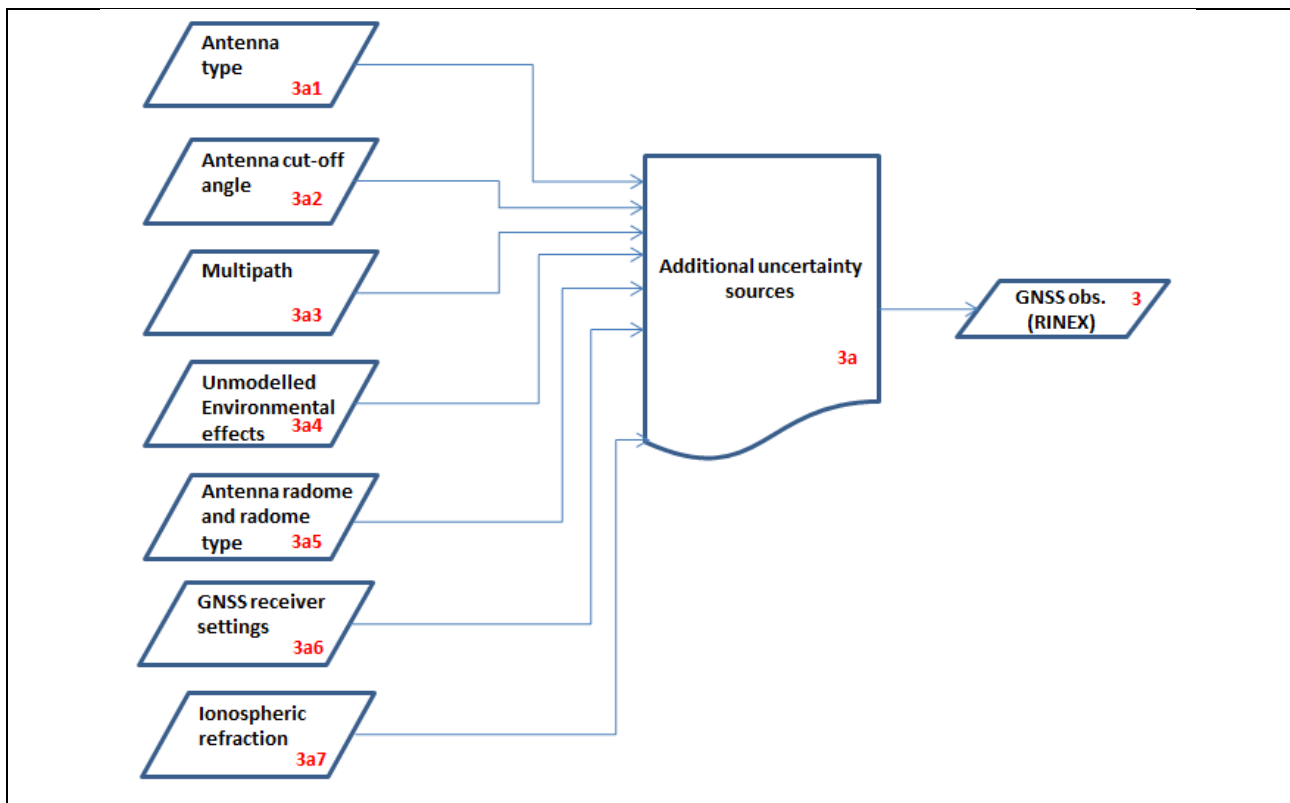 Antenna
type
3a1
Antenna cut-off
angle
3a2
Multipath
3a3
Unmodelled
Environmental
effects
3a4
Antenna radome
and radome
type
3a5
GNSS receiver
settings
3a6
Ionospheric
refraction
3a7
Additional uncertainty
sources
3a
GNSS obs.
(RINEX)
3